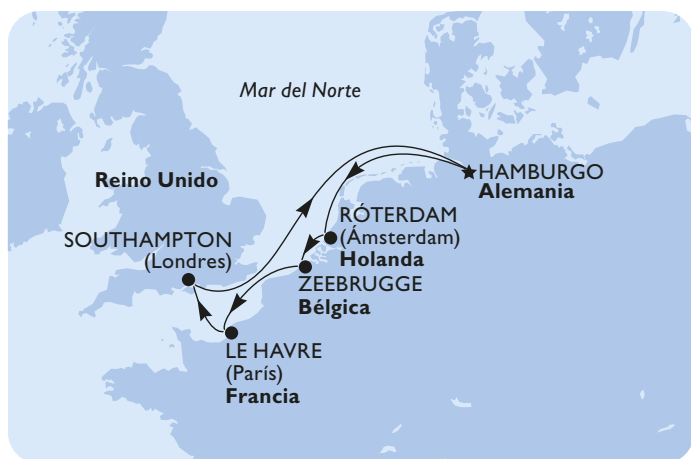 Mar del Norte
Reino Unido
HAMBURGO
Alemania
RÓTERDAM
(Ámsterdam)
Holanda
SOUTHAMPTON
(Londres)
ZEEBRUGGE
Bélgica
LE HAVRE
(París)
Francia